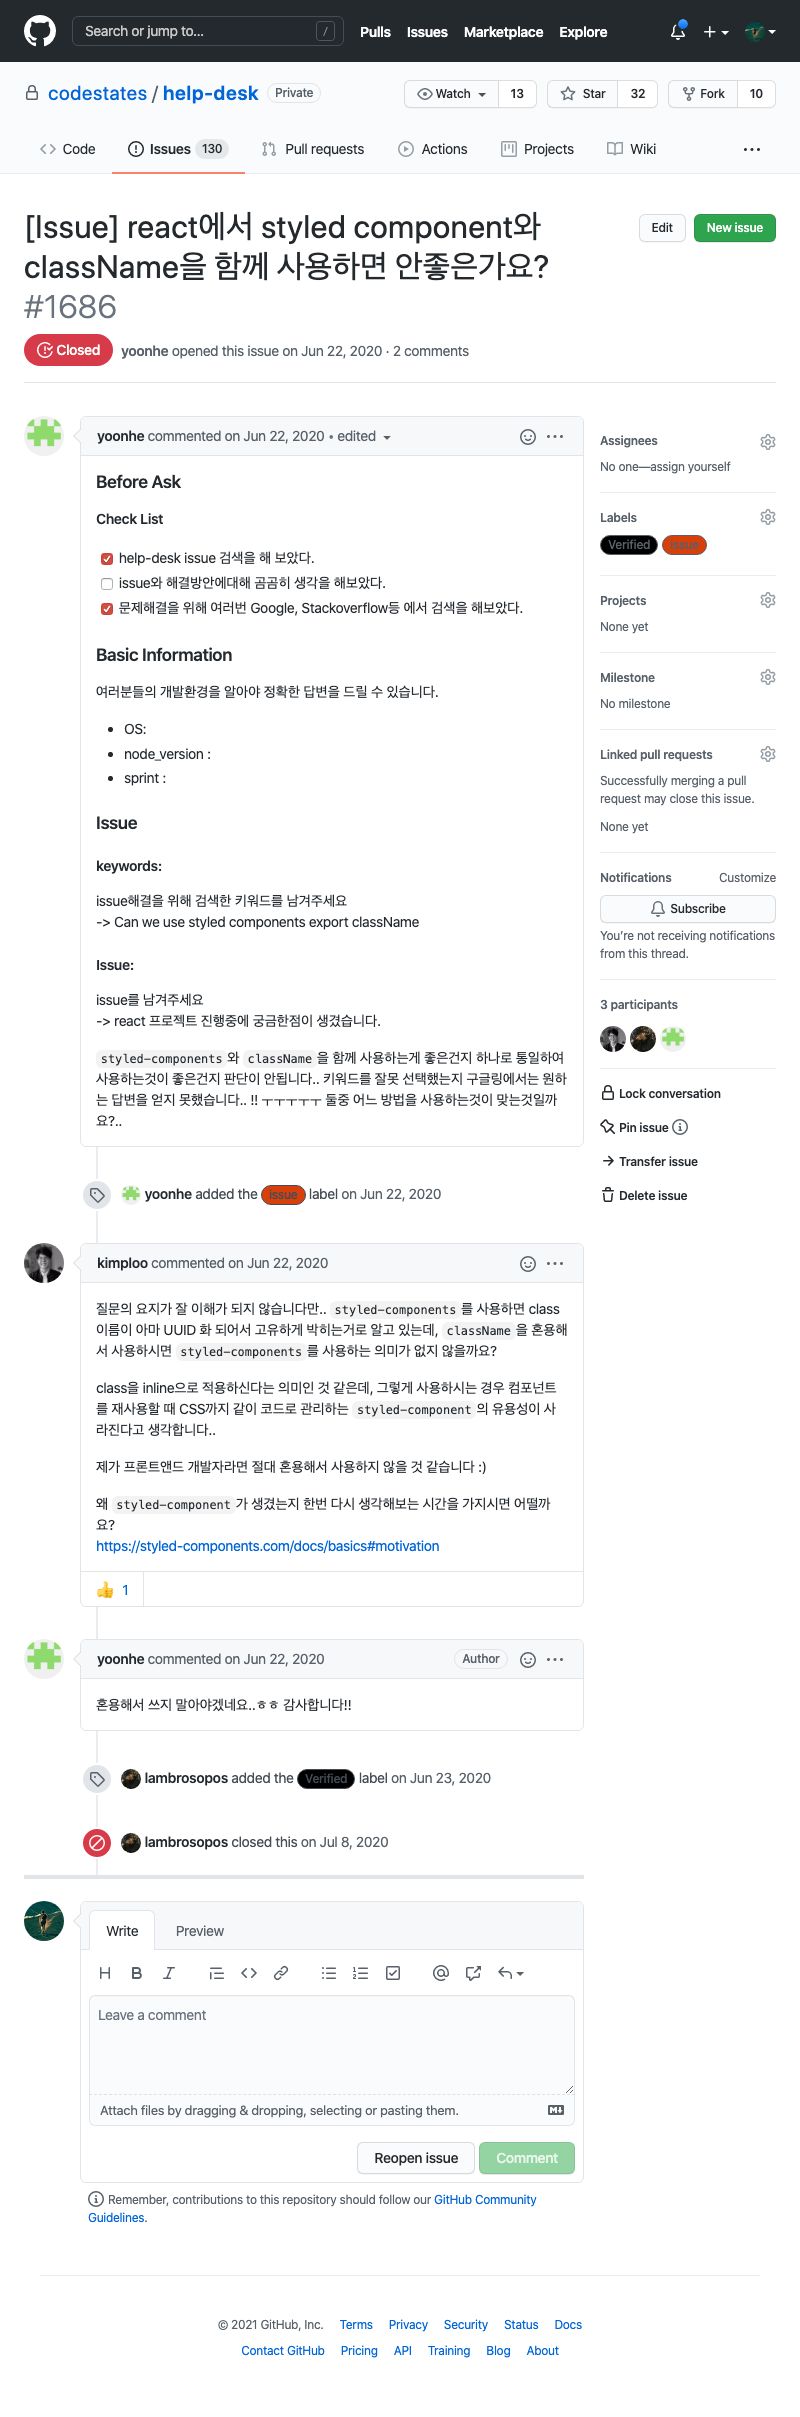 Search or jump to... /
Pulls Issues Marketplace Explore
codestates / help-desk Private
Watch 13 Star 32 Fork 10
Code Issues 130 Pull requests Actions Projects Wiki
[Issue] react에서 styled component와
className을 함께 사용하면 안좋은가요?
#1686
Edit New issue
Closed yoonhe opened this issue on Jun 22, 2020 · 2 comments
yoonhe commented on Jun 22, 2020 • edited
Before Ask
Check List
help-desk issue 검색을 해 보았다.
issue와 해결방안에대해 곰곰히 생각을 해보았다.
문제해결을 위해 여러번 Google, Stackoverflow등 에서 검색을 해보았다.
Basic Information
여러분들의 개발환경을 알아야 정확한 답변을 드릴 수 있습니다.
OS:
node_version :
sprint :
Issue
keywords:
issue해결을 위해 검색한 키워드를 남겨주세요
-> Can we use styled components export className
Issue:
issue를 남겨주세요
-> react 프로젝트 진행중에 궁금한점이 생겼습니다.
styled-components 와 className 을 함께 사용하는게 좋은건지 하나로 통일하여
사용하는것이 좋은건지 판단이 안됩니다.. 키워드를 잘못 선택했는지 구글링에서는 원하
는 답변을 얻지 못했습니다.. !! ㅜㅜㅜㅜㅜ 둘중 어느 방법을 사용하는것이 맞는것일까
요?..
yoonhe added the issue label on Jun 22, 2020
kimploo commented on Jun 22, 2020
질문의 요지가 잘 이해가 되지 않습니다만.. styled-components 를 사용하면 class
이름이 아마 UUID 화 되어서 고유하게 박히는거로 알고 있는데, className 을 혼용해
서 사용하시면 styled-components 를 사용하는 의미가 없지 않을까요?
class을 inline으로 적용하신다는 의미인 것 같은데, 그렇게 사용하시는 경우 컴포넌트
를 재사용할 때 CSS까지 같이 코드로 관리하는 styled-component 의 유용성이 사
라진다고 생각합니다..
제가 프론트앤드 개발자라면 절대 혼용해서 사용하지 않을 것 같습니다 :)
왜 styled-component 가 생겼는지 한번 다시 생각해보는 시간을 가지시면 어떨까
요?
https://styled-components.com/docs/basics#motivation
👍 1
yoonhe commented on Jun 22, 2020 Author
혼용해서 쓰지 말아야겠네요..ㅎㅎ 감사합니다!!
lambrosopos added the Verified label on Jun 23, 2020
lambrosopos closed this on Jul 8, 2020
Write Preview
Leave a comment
Attach files by dragging & dropping, selecting or pasting them.
Reopen issue Comment
Remember, contributions to this repository should follow our GitHub Community
Guidelines.
Assignees
No one—assign yourself
Labels
Verified issue
Projects
None yet
Milestone
No milestone
Linked pull requests
Successfully merging a pull
request may close this issue.
None yet
Notifications Customize
Subscribe
You're not receiving notifications
from this thread.
3 participants
Lock conversation
Pin issue
Transfer issue
Delete issue
© 2021 GitHub, Inc. Terms Privacy Security Status Docs
Contact GitHub Pricing API Training Blog About